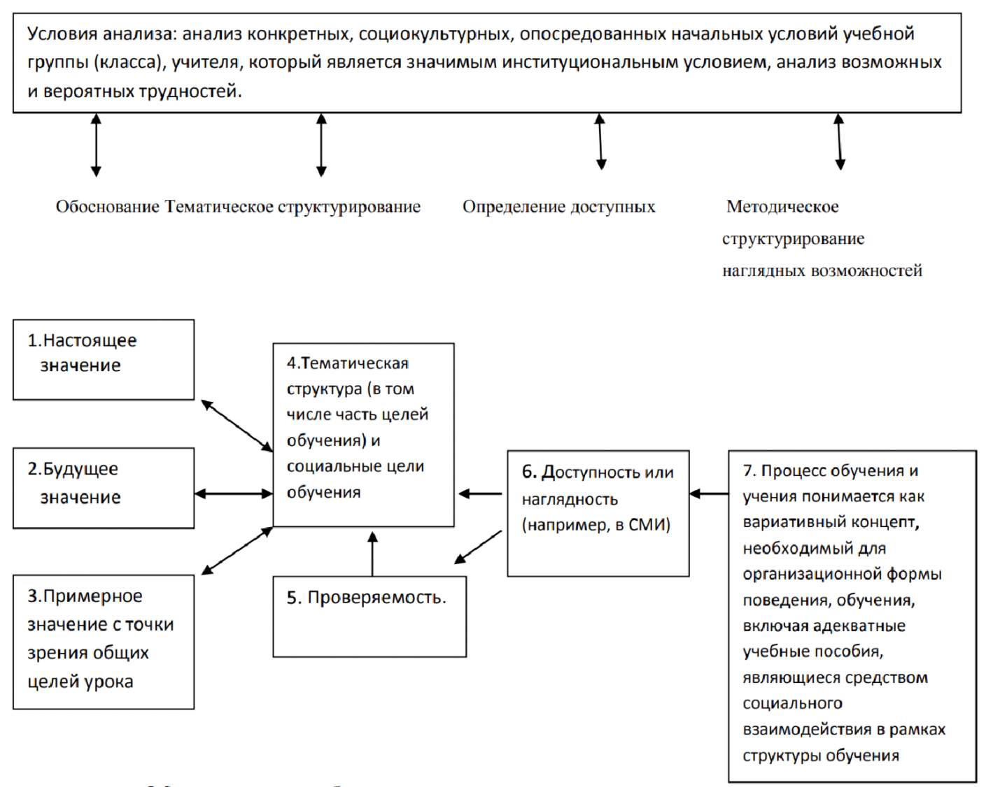 Условия анализа: анализ конкретных, социокультурных, опосредованных начальных условий учебной
группы (класса), учителя, который является значимым институциональным условием, анализ возможных
и вероятных трудностей.
Обоснование Тематическое структурирование Определение доступных Методическое
структурирование
наглядных возможностей
1.Настоящее
значение
2.Будущее
значение
3.Примерное
значение с точки
зрения общих
целей урока
4.Тематическая
структура (в том
числе часть целей
обучения) и
социальные цели
обучения
5. Проверяемость.
6. Доступность или
наглядность
(например, в СМИ)
7. Процесс обучения и
учения понимается как
вариативный концепт,
необходимый для
организационной формы
поведения, обучения,
включая адекватные
учебные пособия,
являющиеся средством
социального
взаимодействия в рамках
структуры обучения